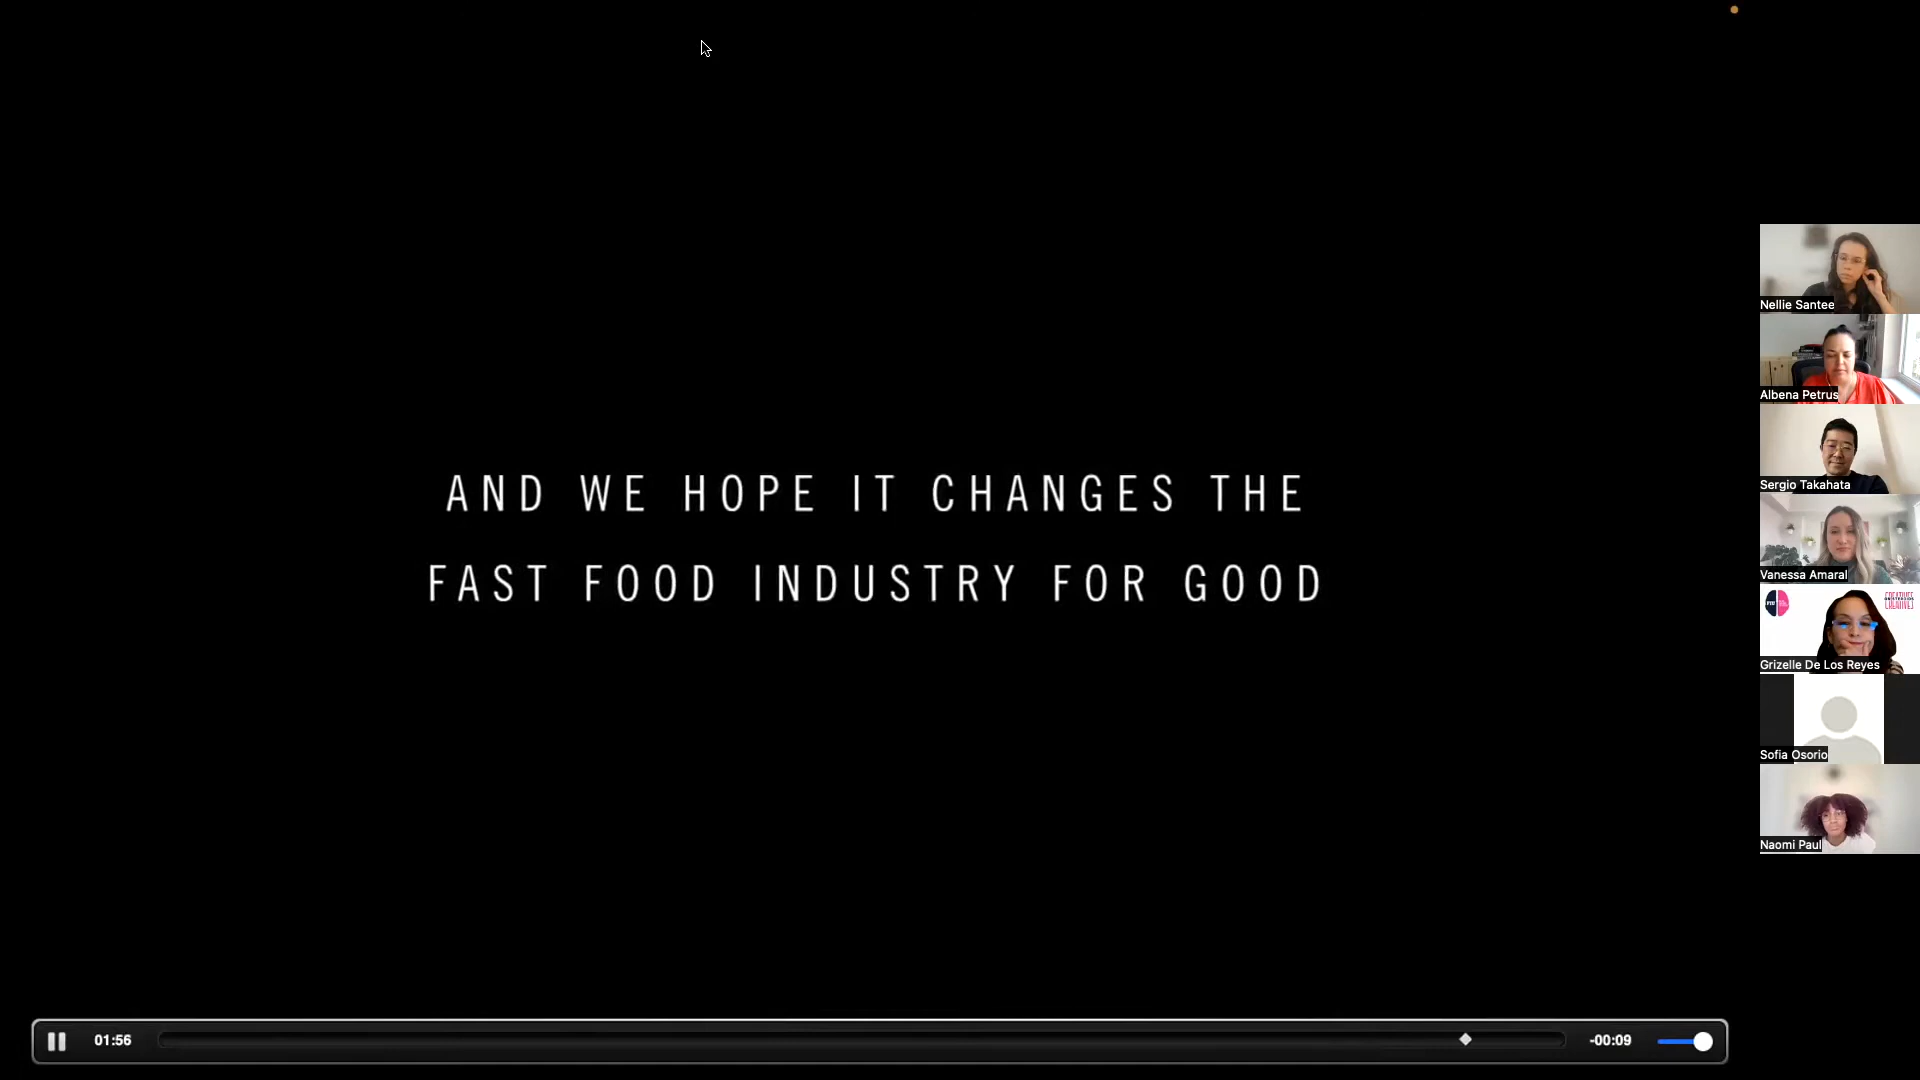 AND WE HOPE IT CHANGES THE
FAST FOOD INDUSTRY FOR GOOD
Nellie Santee
Albena Petrus
Sergio Takahata
Vanessa Amaral
Grizelle De Los Reyes
Sofia Osorio
Naomi Paul
01:56
-00:09